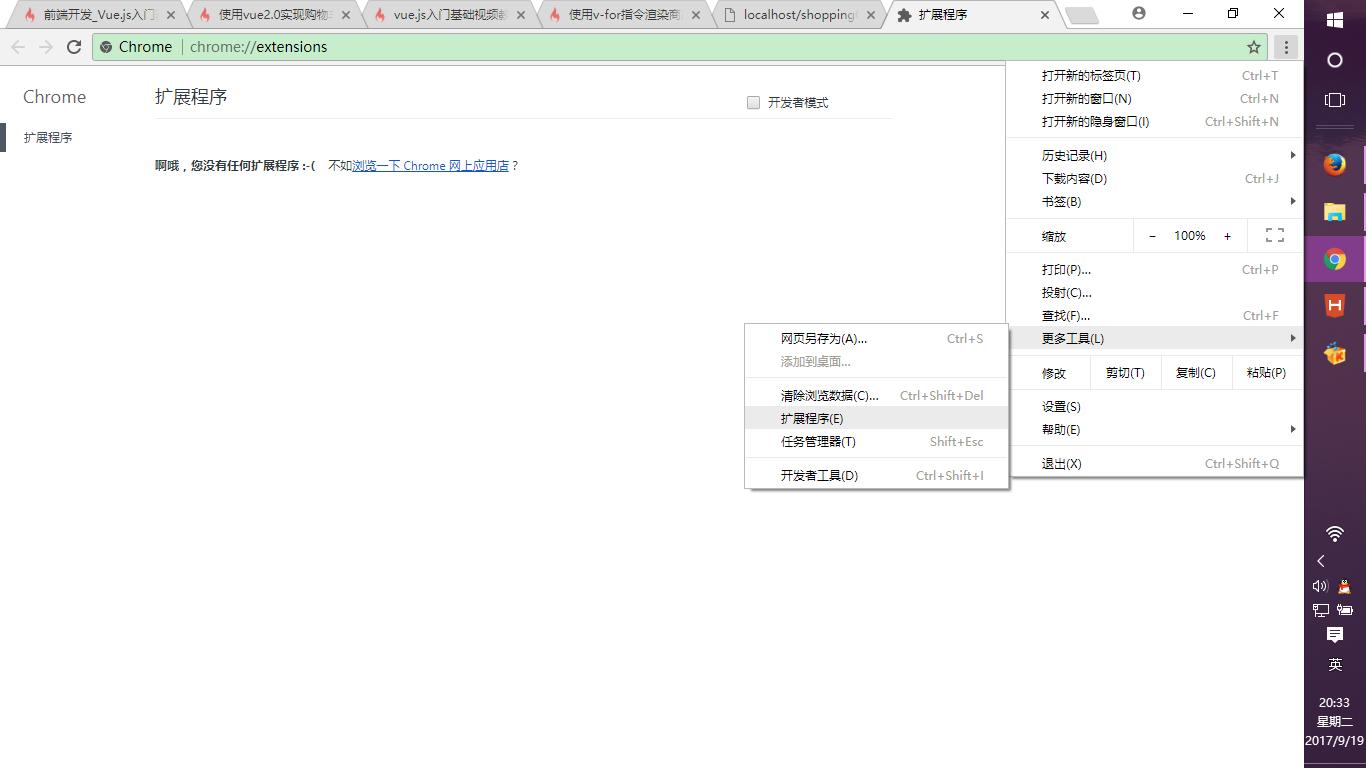 前端开发_Vue.js入门
使用vue2.0实现购物
vue.js入门基础视频
使用v-for指令渲染商
localhost/shopping
扩展程序
Chrome
chrome://extensions
Chrome
扩展程序
扩展程序
开发者模式
啊哦，您没有任何扩展程序 :-( 不如浏览一下 Chrome 网上应用店？
打开新的标签页(T) Ctrl+T
打开新的窗口(N) Ctrl+N
打开新的隐身窗口(I) Ctrl+Shift+N
历史记录(H)
下载内容(D) Ctrl+J
书签(B)
缩放 − 100% +
打印(P)... Ctrl+P
投射(C)...
查找(F)... Ctrl+F
更多工具(L)
修改 剪切(T) 复制(C) 粘贴(P)
设置(S)
帮助(E)
退出(X) Ctrl+Shift+Q
网页另存为(A)... Ctrl+S
添加到桌面...
清除浏览数据(C)... Ctrl+Shift+Del
扩展程序(E)
任务管理器(T) Shift+Esc
开发者工具(D) Ctrl+Shift+I
英
20:33
星期二
2017/9/19